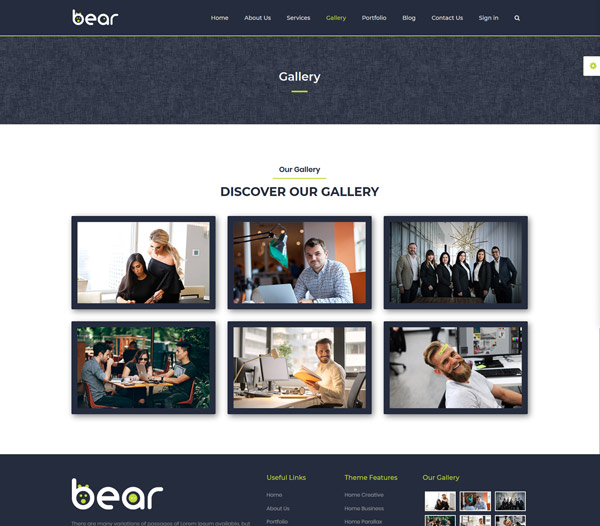 bear
Home About Us Services Gallery Portfolio Blog Contact Us Sign in
Gallery
Our Gallery
DISCOVER OUR GALLERY
bear
There are many variations of passages of Lorem Ipsum available, but
Useful Links
Home
About Us
Portfolio
Theme Features
Home Creative
Home Business
Home Parallax
Our Gallery